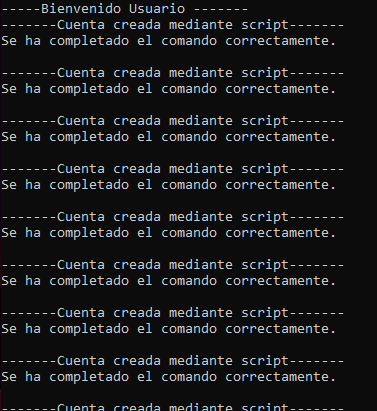 -----Bienvenido Usuario -------
-------Cuenta creada mediante script-------
Se ha completado el comando correctamente.
-------Cuenta creada mediante script-------
Se ha completado el comando correctamente.
-------Cuenta creada mediante script-------
Se ha completado el comando correctamente.
-------Cuenta creada mediante script-------
Se ha completado el comando correctamente.
-------Cuenta creada mediante script-------
Se ha completado el comando correctamente.
-------Cuenta creada mediante script-------
Se ha completado el comando correctamente.
-------Cuenta creada mediante script-------
Se ha completado el comando correctamente.
-------Cuenta creada mediante script-------
Se ha completado el comando correctamente.
-------Cuenta creada mediante script-------